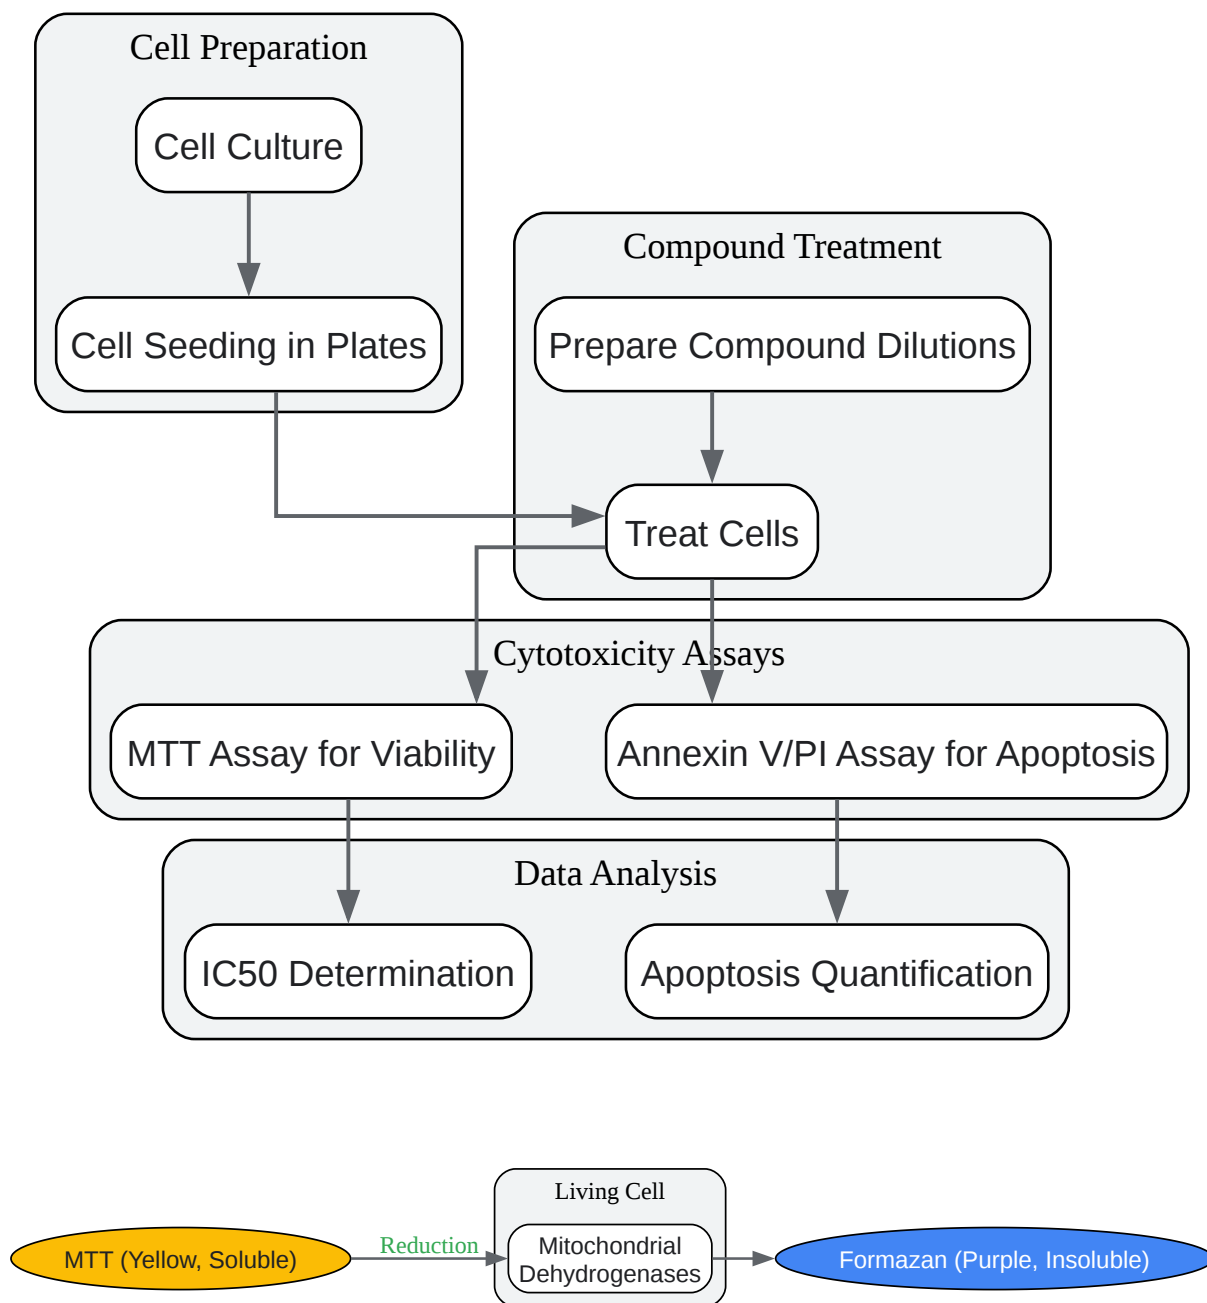 Cell Preparation
Cell Culture
Cell Seeding in Plates
Compound Treatment
Prepare Compound Dilutions
Treat Cells
Cytotoxicity Assays
MTT Assay for Viability
Annexin V/PI Assay for Apoptosis
Data Analysis
IC50 Determination
Apoptosis Quantification
Living Cell
MTT (Yellow, Soluble)
Reduction
Mitochondrial
Dehydrogenases
Formazan (Purple, Insoluble)